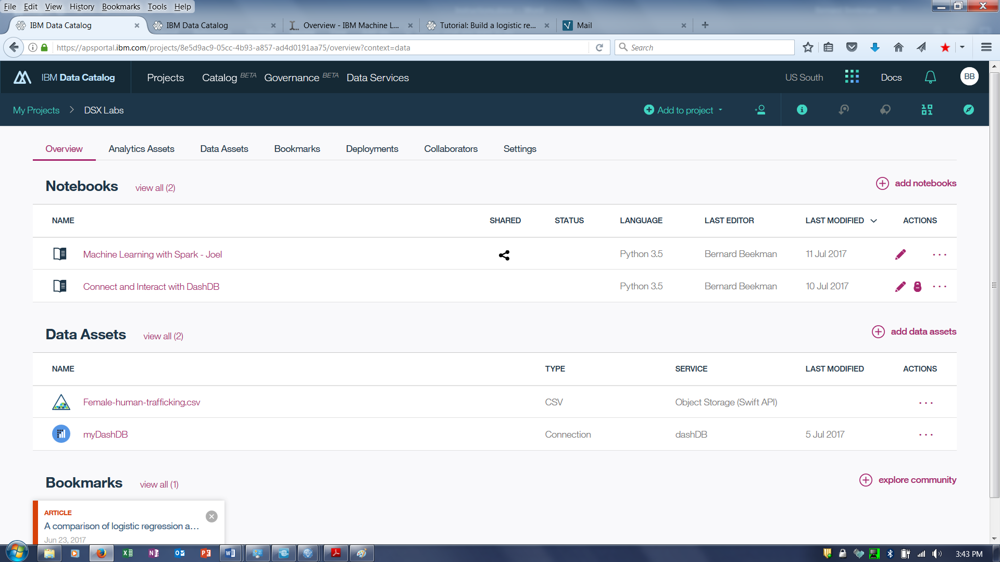 File Edit View History Bookmarks Tools Help
IBM Data Catalog IBM Data Catalog Overview - IBM Machine L... Tutorial: Build a logistic re... Mail
https://apsportal.ibm.com/projects/8e5d9ac9-05cc-4b93-a857-ad4d0191aa75/overview?context=data Search
IBM Data Catalog Projects Catalog BETA Governance BETA Data Services US South Docs BB
My Projects DSX Labs Add to project
Overview Analytics Assets Data Assets Bookmarks Deployments Collaborators Settings
Notebooks view all (2) add notebooks
NAME SHARED STATUS LANGUAGE LAST EDITOR LAST MODIFIED ACTIONS
Machine Learning with Spark - Joel Python 3.5 Bernard Beekman 11 Jul 2017
Connect and Interact with DashDB Python 3.5 Bernard Beekman 10 Jul 2017
Data Assets view all (2) add data assets
NAME TYPE SERVICE LAST MODIFIED ACTIONS
Female-human-trafficking.csv CSV Object Storage (Swift API)
myDashDB Connection dashDB 5 Jul 2017
Bookmarks view all (1) explore community
ARTICLE
A comparison of logistic regression a...
Jun 23, 2017
3:43 PM